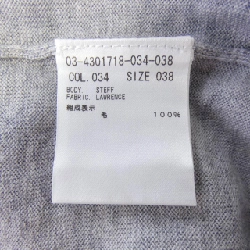 03-4301718-034-038
COL.034 SIZE 038
BODY. STEFF
FABRIC. LAWRENCE
組成表示
毛 100%